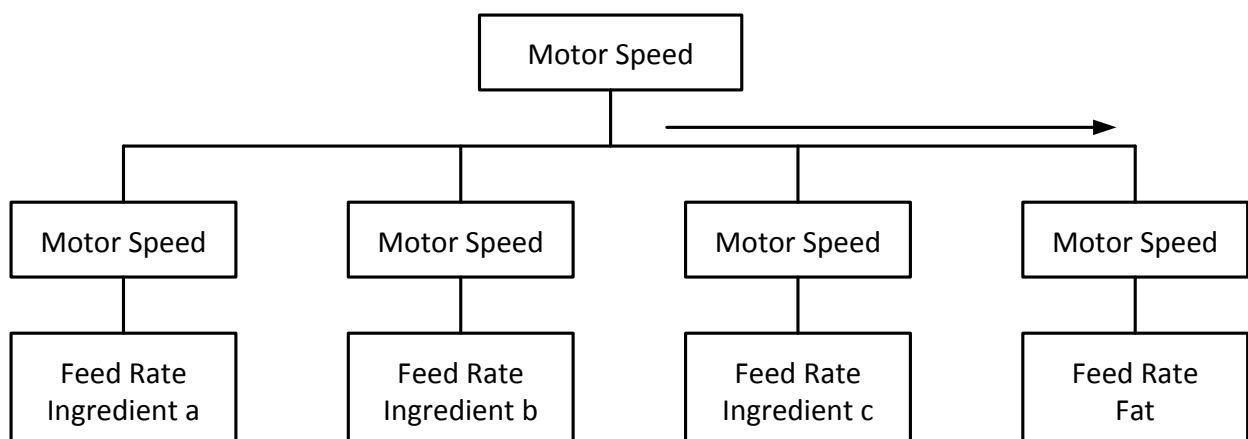 Motor Speed
Motor Speed
Motor Speed
Motor Speed
Motor Speed
Feed Rate
Ingredient a
Feed Rate
Ingredient b
Feed Rate
Ingredient c
Feed Rate
Fat